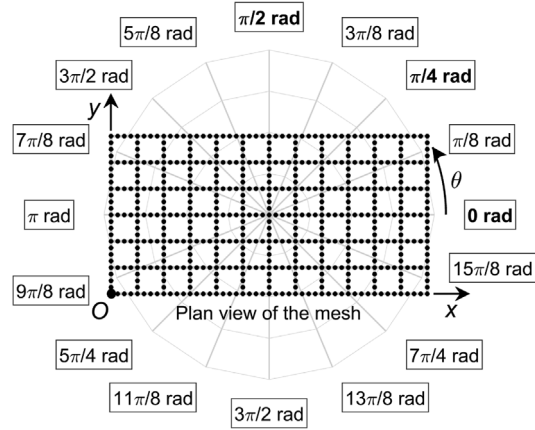 π/2 rad
5π/8 rad
3π/8 rad
3π/2 rad
π/4 rad
y
7π/8 rad
π/8 rad
θ
π rad
0 rad
15π/8 rad
9π/8 rad
O
Plan view of the mesh
x
5π/4 rad
7π/4 rad
11π/8 rad
13π/8 rad
3π/2 rad